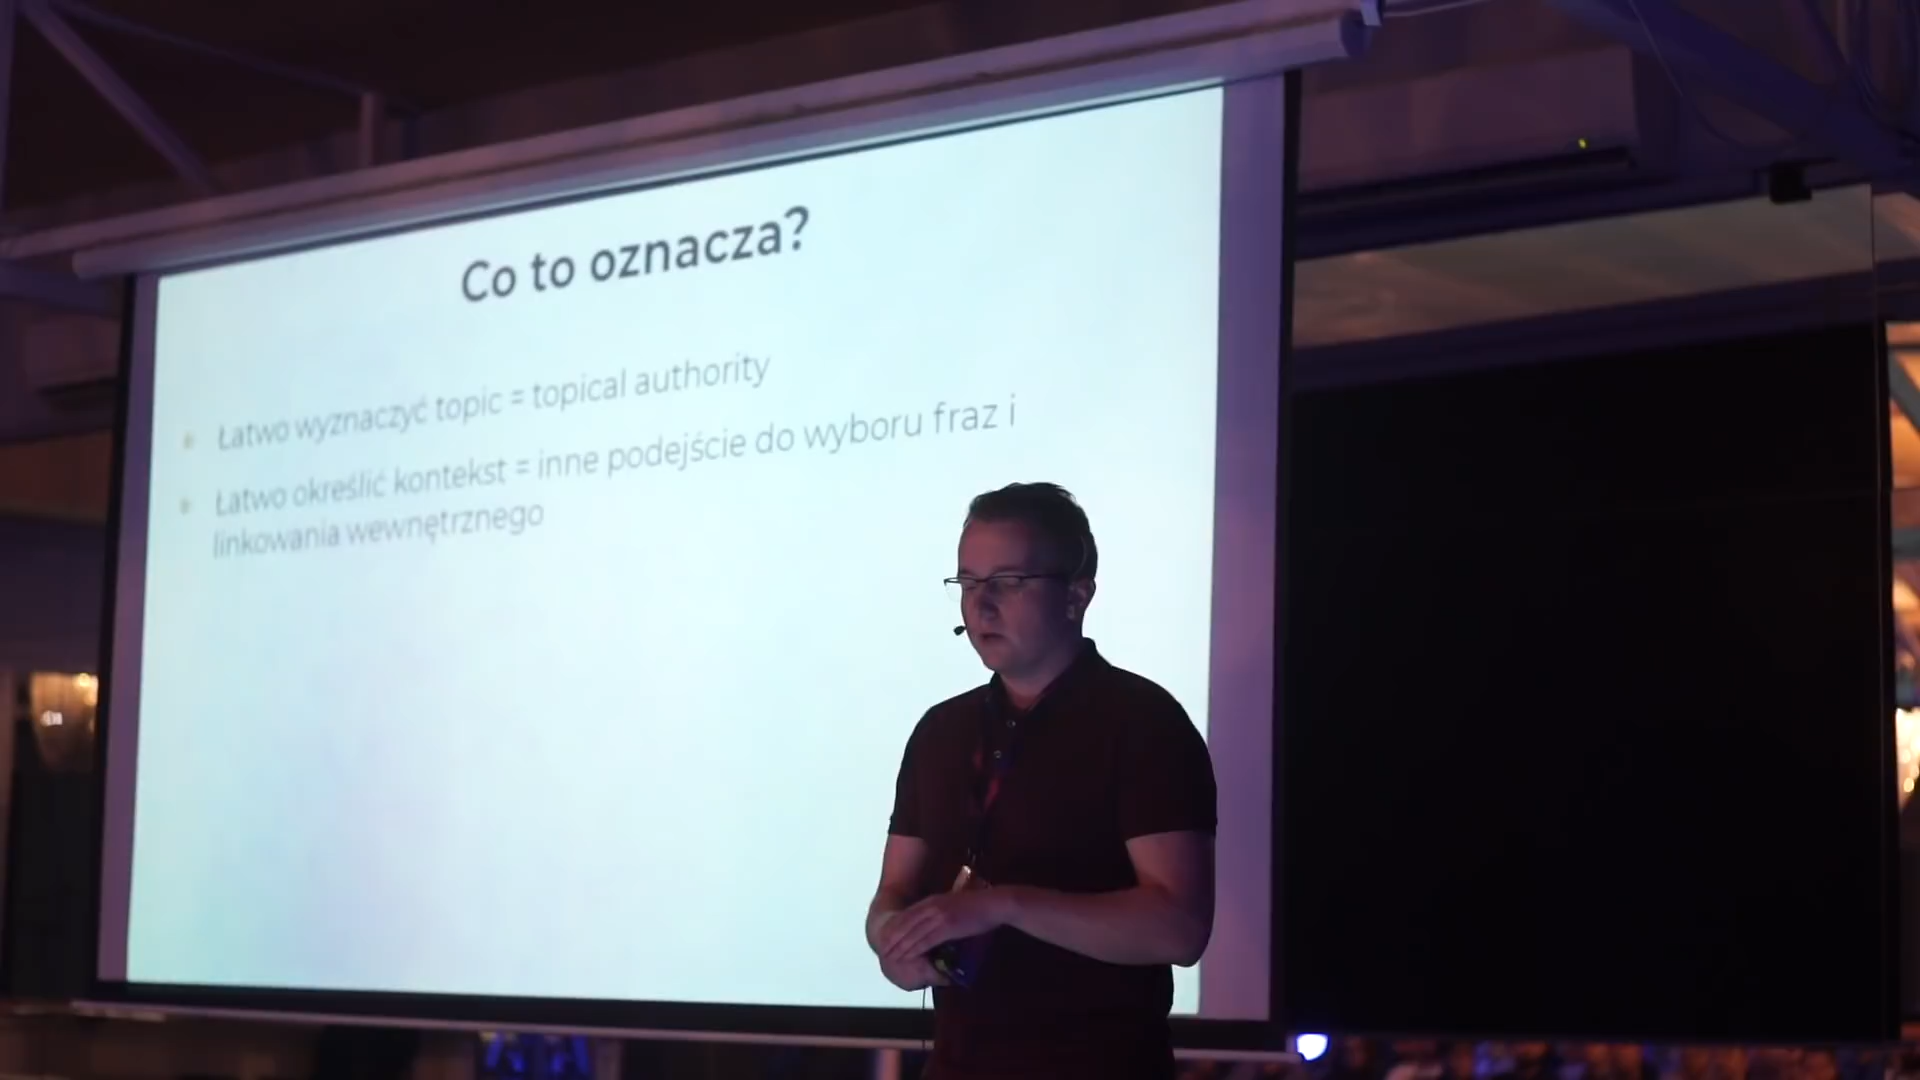 Co to oznacza?
Łatwo wyznaczyć topic = topical authority
Łatwo określić kontekst = inne podejście do wyboru fraz i
linkowania wewnętrznego